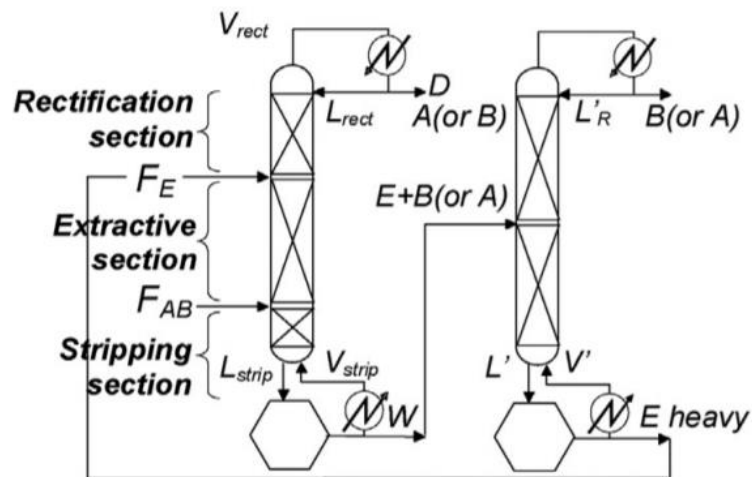 V_rect
Rectification section
L_rect
D
A(or B)
L'_R
B(or A)
F_E
E+B(or A)
Extractive section
F_AB
Stripping section
L_strip
V_strip
W
L'
V'
E heavy